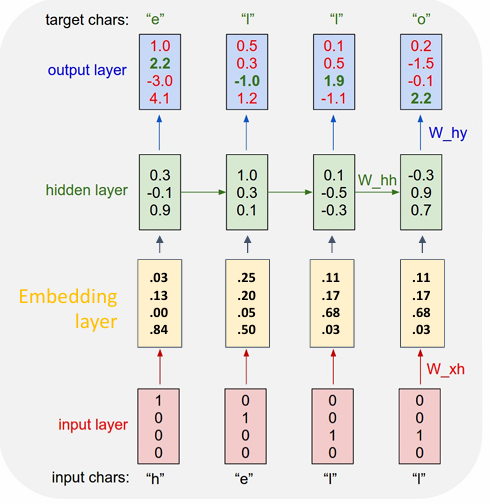 target chars: “e” “l” “l” “o”
output layer
1.0 0.5 0.1 0.2
2.2 0.3 0.5 -1.5
-3.0 -1.0 1.9 -0.1
4.1 1.2 -1.1 2.2
W_hy
hidden layer
0.3 1.0 0.1 -0.3
-0.1 0.3 -0.5 0.9
0.9 0.1 -0.3 0.7
W_hh
Embedding
layer
.03 .25 .11 .11
.13 .20 .17 .17
.00 .05 .68 .68
.84 .50 .03 .03
W_xh
input layer
1 0 0 0
0 1 0 0
0 0 1 1
0 0 0 0
input chars: “h” “e” “l” “l”